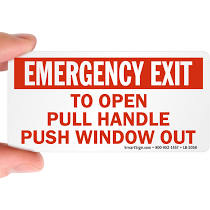 EMERGENCY EXIT
TO OPEN
PULL HANDLE
PUSH WINDOW OUT